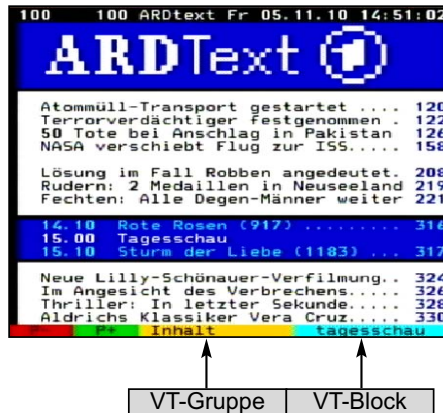 100 100 ARDtext Fr 05.11.10 14:51:02
ARDText 1
Atommüll-Transport gestartet .... 120
Terrorverdächtiger festgenommen . 122
50 Tote bei Anschlag in Pakistan 126
NASA verschiebt Flug zur ISS..... 158
Lösung im Fall Robben angedeutet. 208
Rudern: 2 Medaillen in Neuseeland 219
Fechten: Alle Degen-Männer weiter 221
14.10 Rote Rosen (917) ......... 316
15.00 Tagesschau
15.10 Sturm der Liebe (1183) ... 317
Neue Lilly-Schönauer-Verfilmung.. 324
Im Angesicht des Verbrechens..... 326
Thriller: In letzter Sekunde..... 328
Aldrichs Klassiker Vera Cruz..... 330
P- P+ Inhalt tagesschau
VT-Gruppe VT-Block